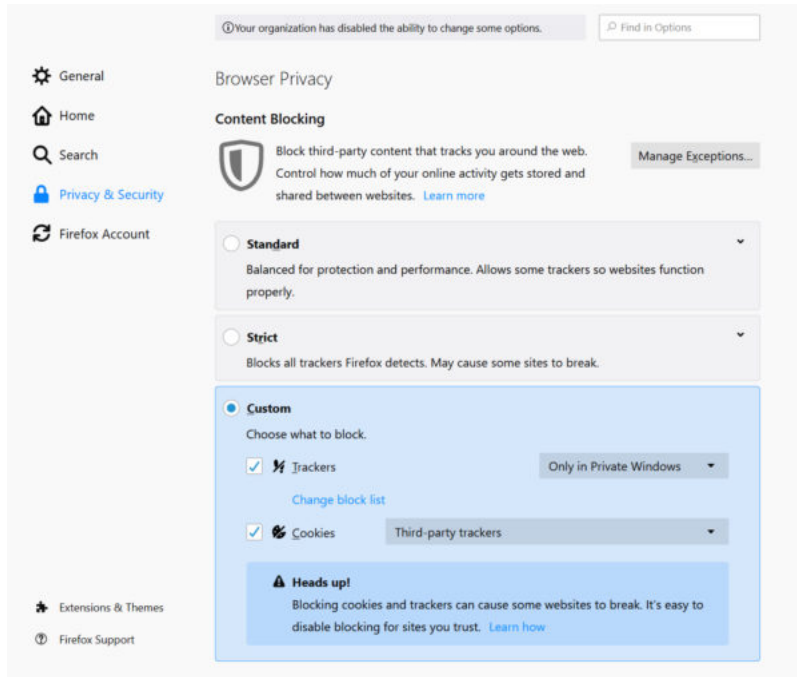 Your organization has disabled the ability to change some options.
Find in Options
General
Home
Search
Privacy & Security
Firefox Account
Extensions & Themes
Firefox Support
Browser Privacy
Content Blocking
Block third-party content that tracks you around the web.
Control how much of your online activity gets stored and
shared between websites. Learn more
Manage Exceptions...
Standard
Balanced for protection and performance. Allows some trackers so websites function
properly.
Strict
Blocks all trackers Firefox detects. May cause some sites to break.
Custom
Choose what to block.
Trackers
Only in Private Windows
Change block list
Cookies
Third-party trackers
Heads up!
Blocking cookies and trackers can cause some websites to break. It's easy to
disable blocking for sites you trust. Learn how